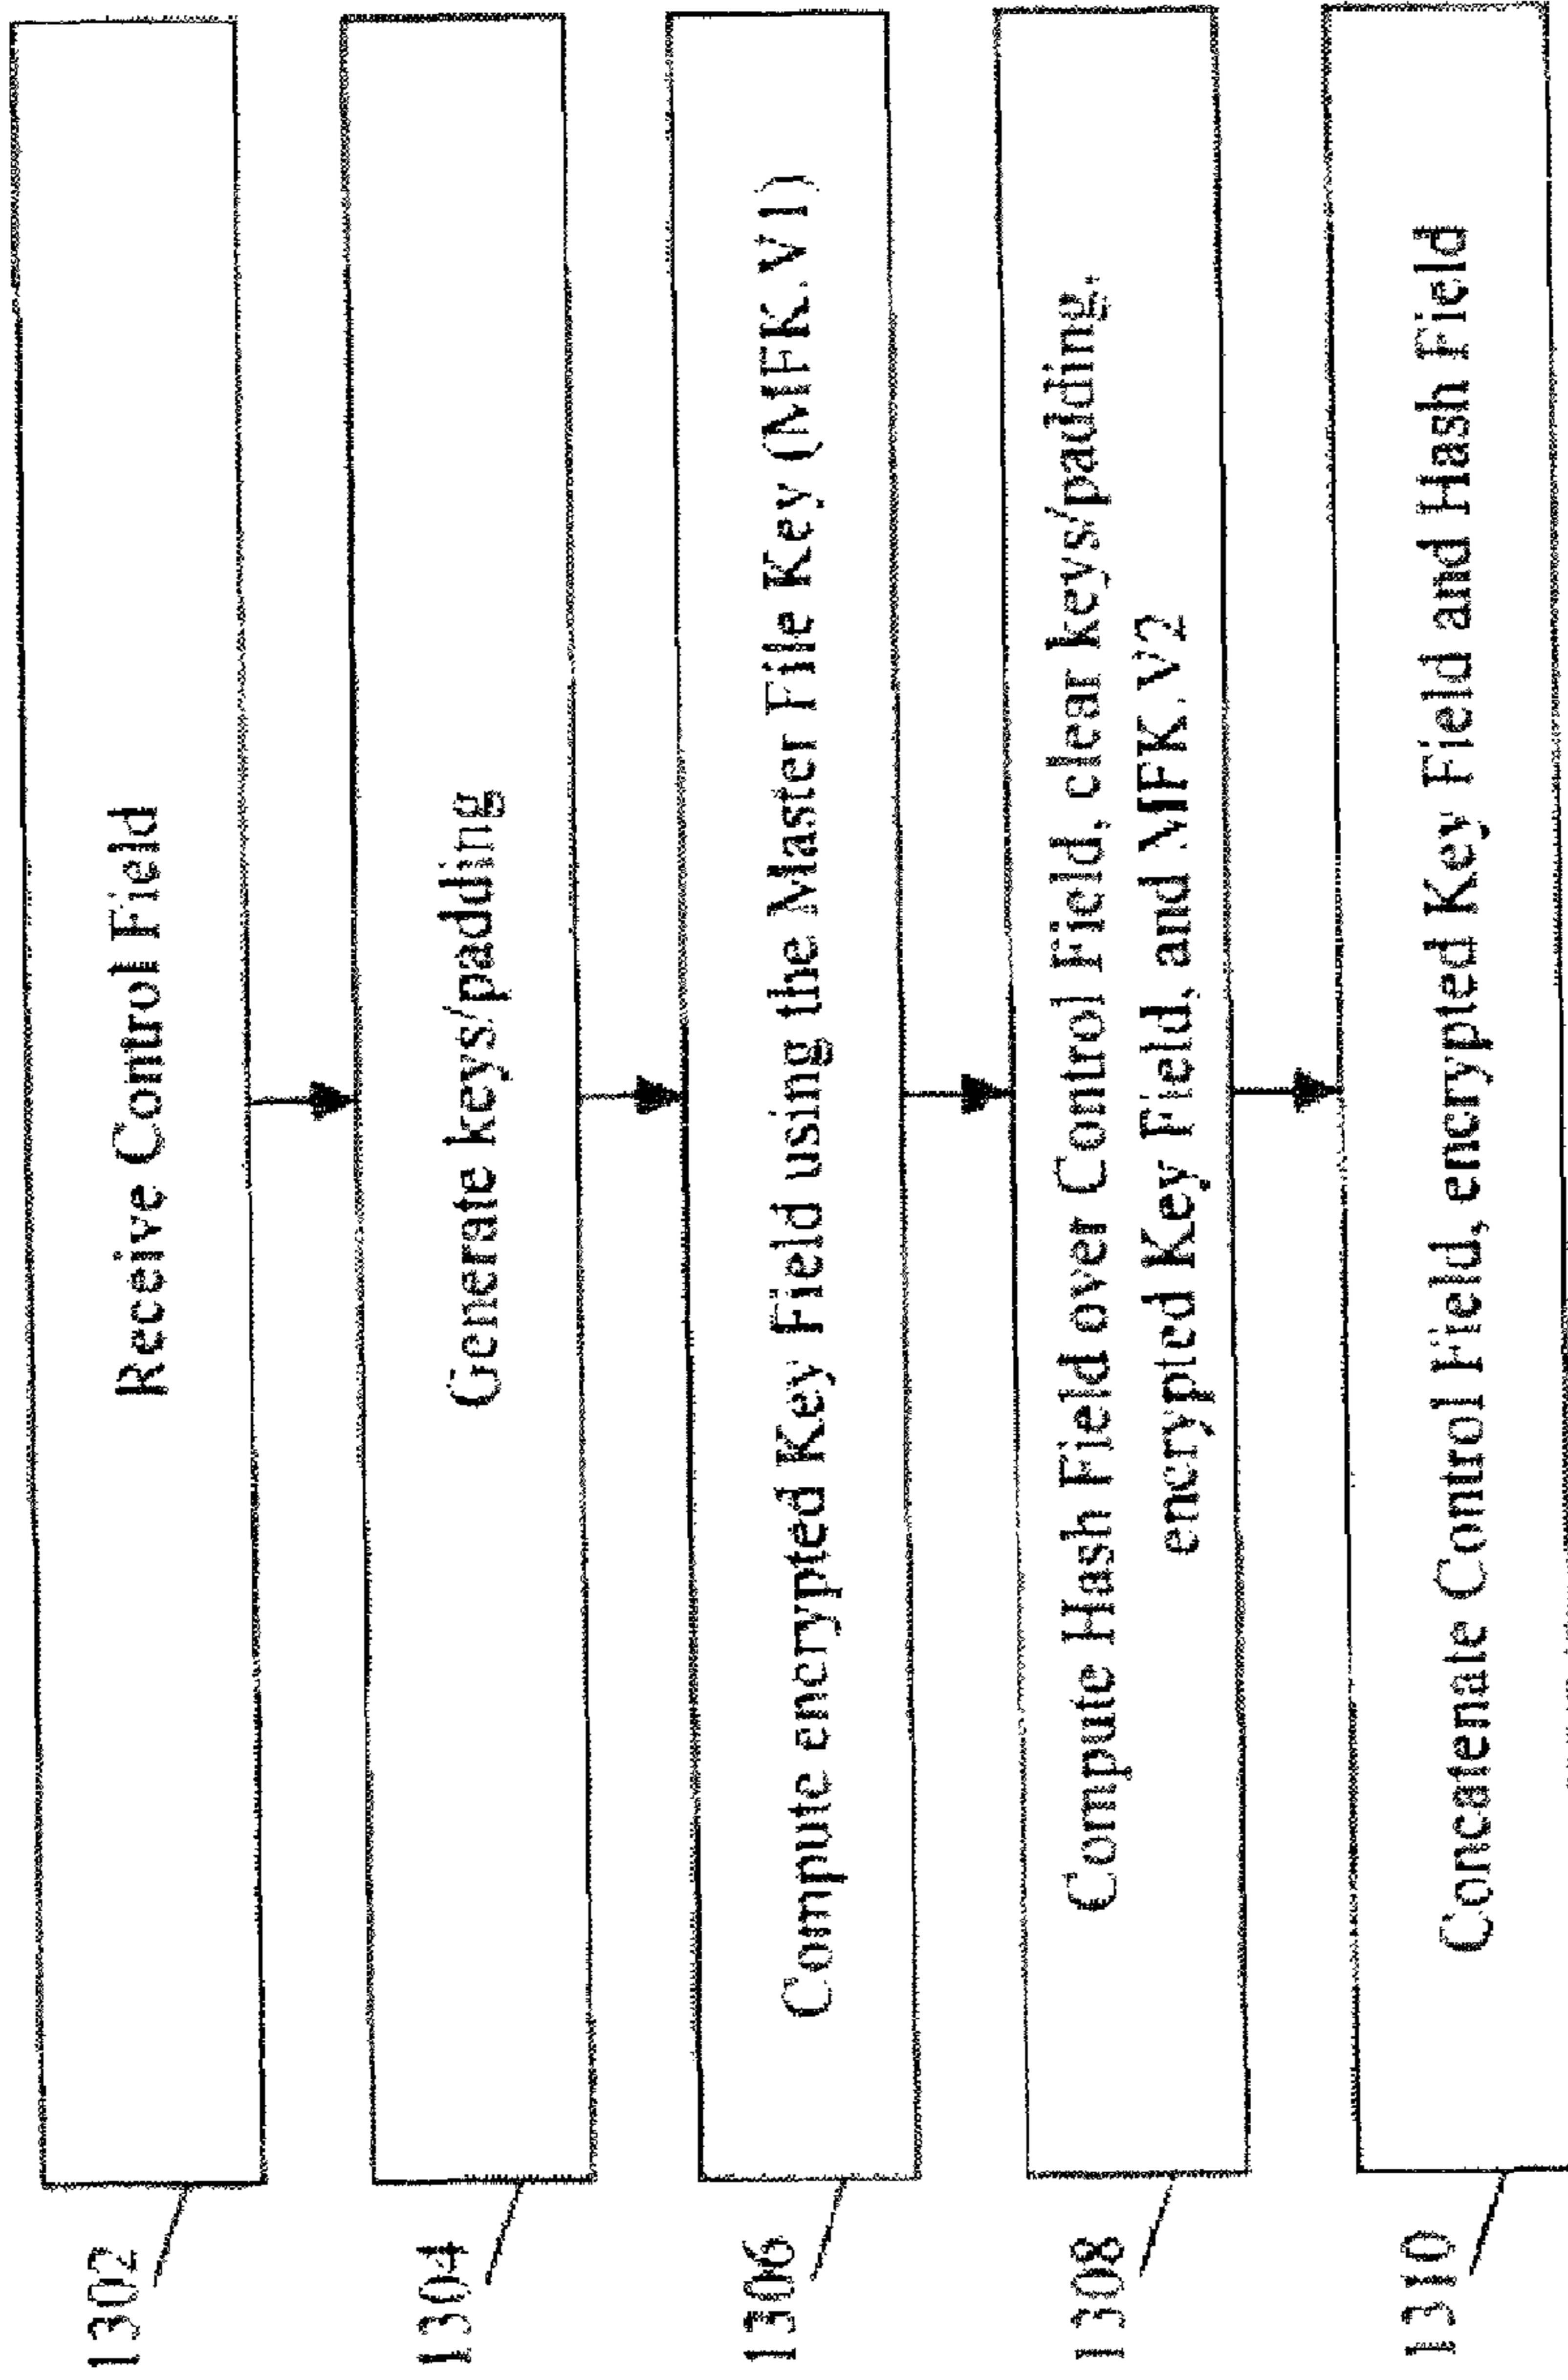 1302
Receive Control Field
1304
Generate keys/padding
1306
Compute encrypted Key Field using the Master File Key (MFK.V1)
1308
Compute Hash Field over Control Field, clear keys/padding,
encrypted Key Field, and MFK.V2
1310
Concatenate Control Field, encrypted Key Field and Hash Field